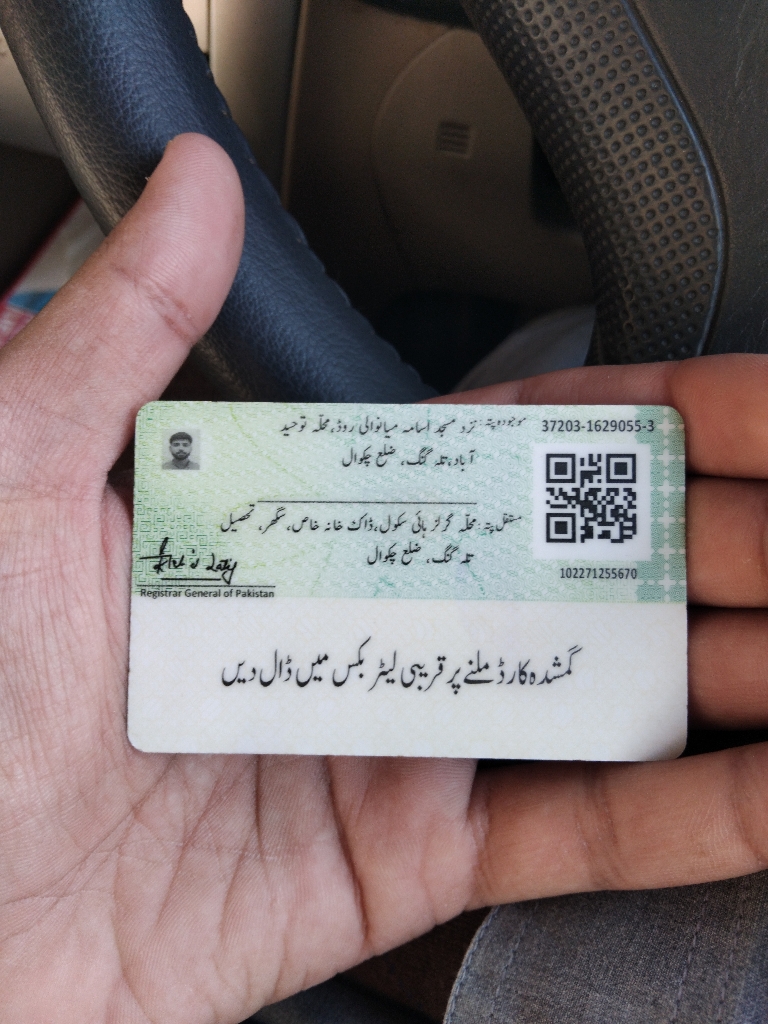 موجودہ پتہ: نزد مسجد اسامہ میانوالی روڈ، محلہ توحید
آباد، تلہ گنگ، ضلع چکوال
37203-1629055-3
مستقل پتہ: محلہ گرلز ہائی سکول، ڈاک خانہ خاص، سگھر، تحصیل
تلہ گنگ، ضلع چکوال
102271255670
Registrar General of Pakistan
گمشدہ کارڈ ملنے پر قریبی لیٹر بکس میں ڈال دیں